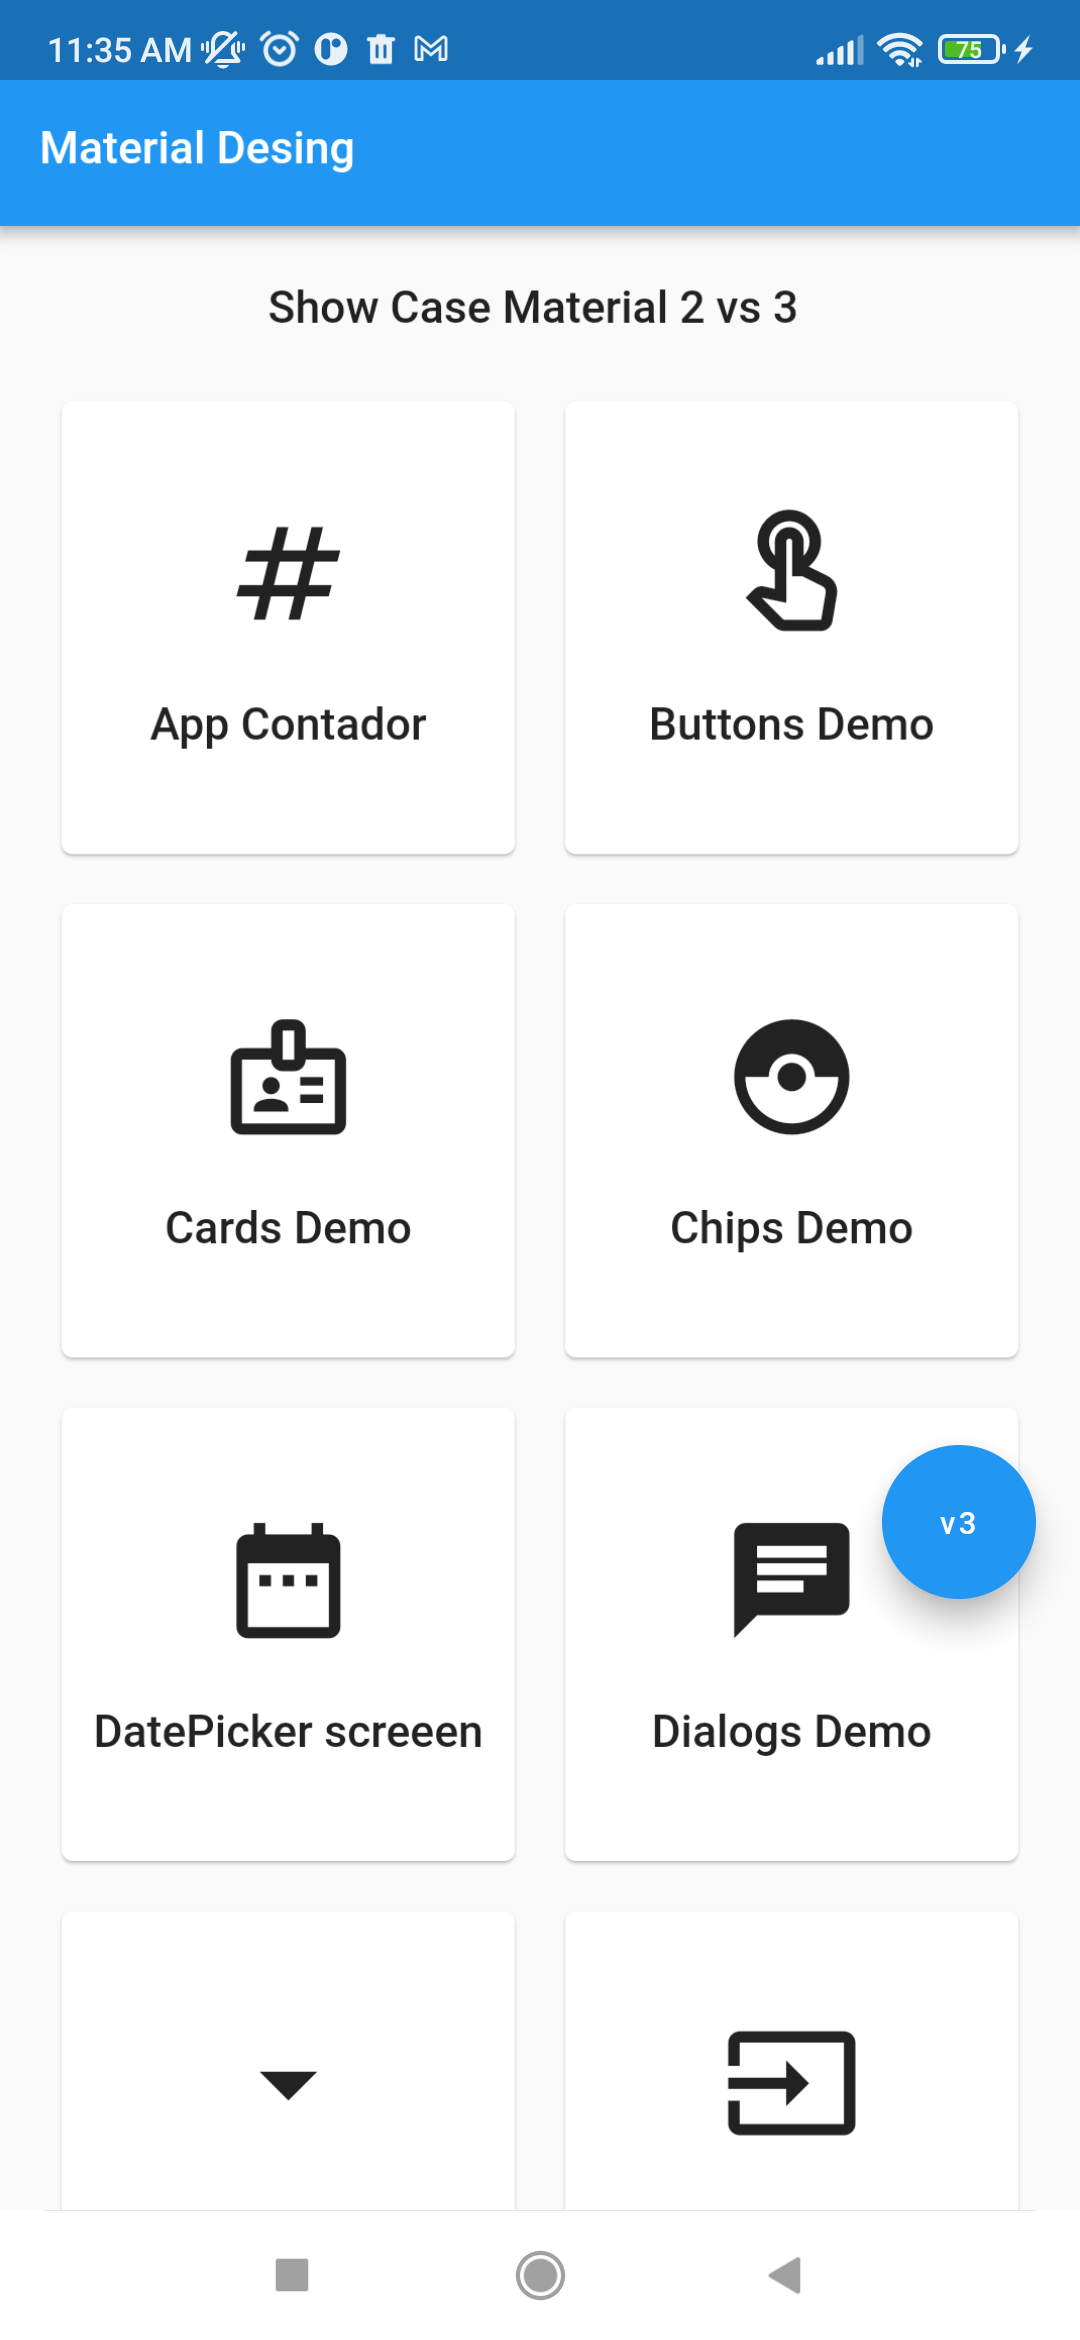 11:35 AM
75
Material Desing
Show Case Material 2 vs 3
App Contador
Buttons Demo
Cards Demo
Chips Demo
v3
DatePicker screeen
Dialogs Demo